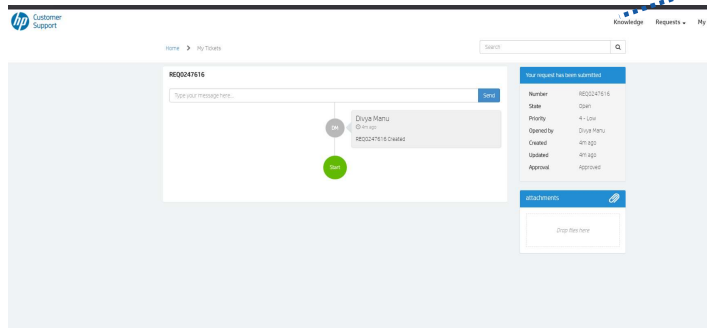 hp Customer
Support
Knowledge Requests My
Home > My Tickets
Search
REQ0247616
Type your message here...
Send
DM
Divya Manu
4m ago
REQ0247616 Created
Start
Your request has been submitted
Number REQ0247616
State Open
Priority 4 - Low
Opened by Divya Manu
Created 4m ago
Updated 4m ago
Approval Approved
attachments
Drop files here